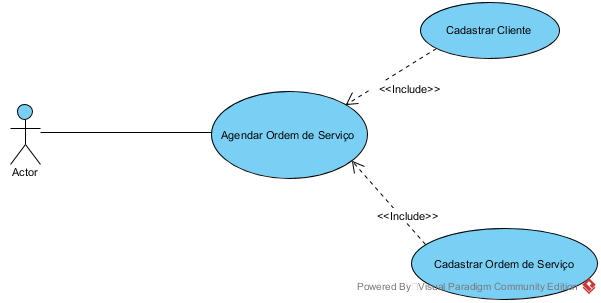 Cadastrar Cliente
<<Include>>
Agendar Ordem de Serviço
Actor
<<Include>>
Cadastrar Ordem de Serviço
Powered By Visual Paradigm Community Edition